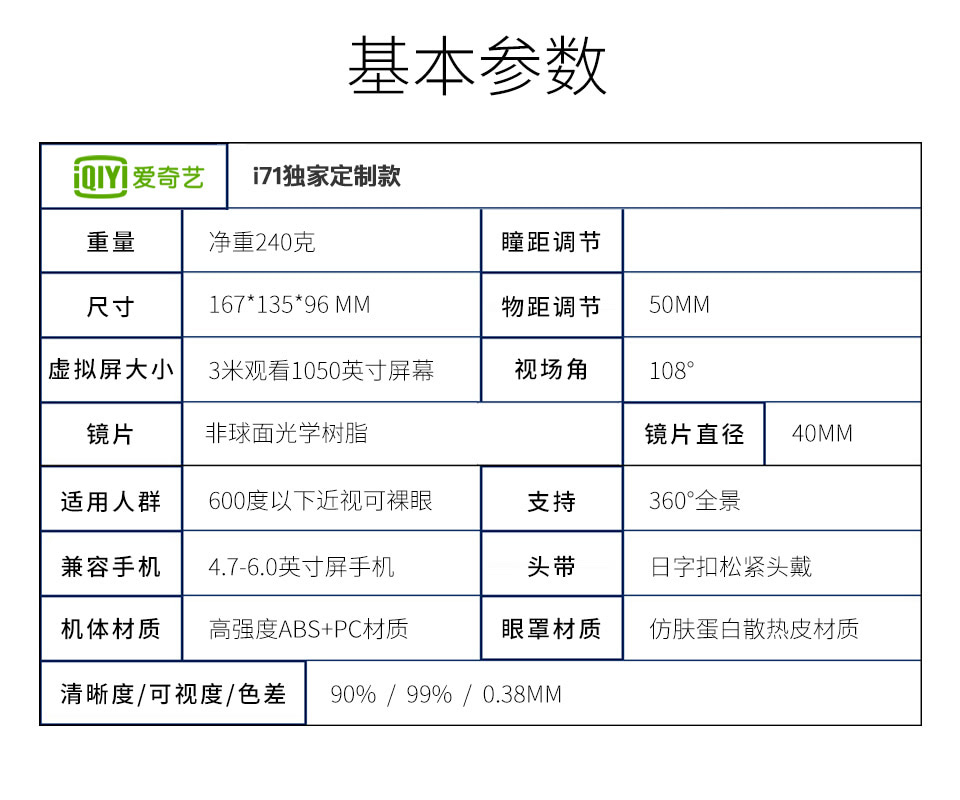 基本参数
iQIYI 爱奇艺 i71独家定制款
重量 净重240克 瞳距调节
尺寸 167*135*96 MM 物距调节 50MM
虚拟屏大小 3米观看1050英寸屏幕 视场角 108°
镜片 非球面光学树脂 镜片直径 40MM
适用人群 600度以下近视可裸眼 支持 360°全景
兼容手机 4.7-6.0英寸屏手机 头带 日字扣松紧头戴
机体材质 高强度ABS+PC材质 眼罩材质 仿肤蛋白散热皮材质
清晰度/可视度/色差 90% / 99% / 0.38MM